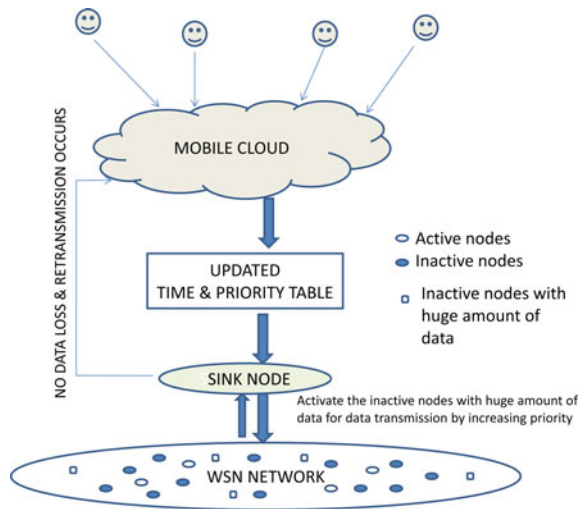 MOBILE CLOUD
NO DATA LOSS & RETRANSMISSION OCCURS
UPDATED
TIME & PRIORITY TABLE
Active nodes
Inactive nodes
Inactive nodes with
huge amount of
data
SINK NODE
Activate the inactive nodes with huge amount of
data for data transmission by increasing priority
WSN NETWORK